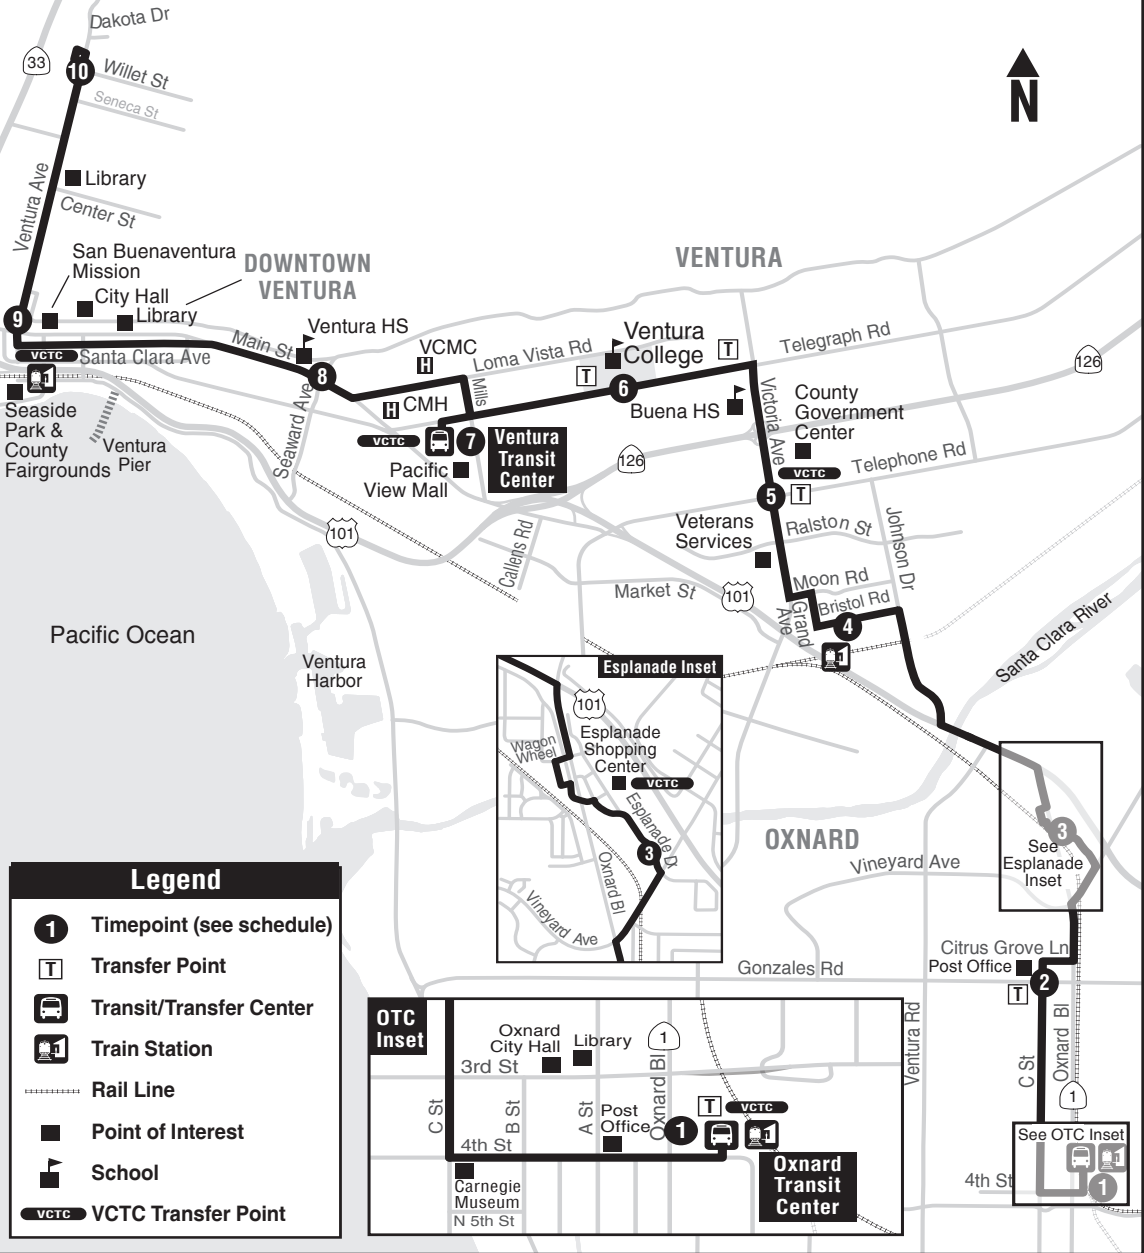 Dakota Dr
33
10
Willet St
Seneca St
N
Ventura Ave
Library
Center St
San Buenaventura
Mission
DOWNTOWN
VENTURA
VENTURA
City Hall
Library
9
Main St
Ventura HS
VCTC
Santa Clara Ave
8
VCMC
H
Loma Vista Rd
Ventura
College
T
T
Telegraph Rd
126
Mills
6
Buena HS
Victoria Ave
County
Government
Center
H
CMH
Seaside
Park &
County
Fairgrounds
Ventura
Pier
Seaward Ave
VCTC
7
Ventura
Transit
Center
Pacific
View Mall
126
VCTC
Telephone Rd
5
T
101
Callens Rd
Veterans
Services
Ralston St
Johnson Dr
Market St
101
Moon Rd
Bristol Rd
Grand
Ave
4
Santa Clara River
Pacific Ocean
Ventura
Harbor
Esplanade Inset
101
Wagon
Wheel
Esplanade
Shopping
Center
VCTC
Esplanade D
3
Oxnard Bl
Vineyard Ave
OXNARD
Vineyard Ave
3
See
Esplanade
Inset
Citrus Grove Ln
Post Office
Gonzales Rd
2
T
Ventura Rd
C St
Oxnard Bl
1
See OTC Inset
4th St
1
Legend
1 Timepoint (see schedule)
T Transfer Point
Transit/Transfer Center
Train Station
Rail Line
Point of Interest
School
VCTC VCTC Transfer Point
OTC
Inset
Oxnard
City Hall
Library
1
3rd St
C St
B St
A St
Oxnard Bl
Post
Office
1
T
VCTC
4th St
Carnegie
Museum
N 5th St
Oxnard
Transit
Center